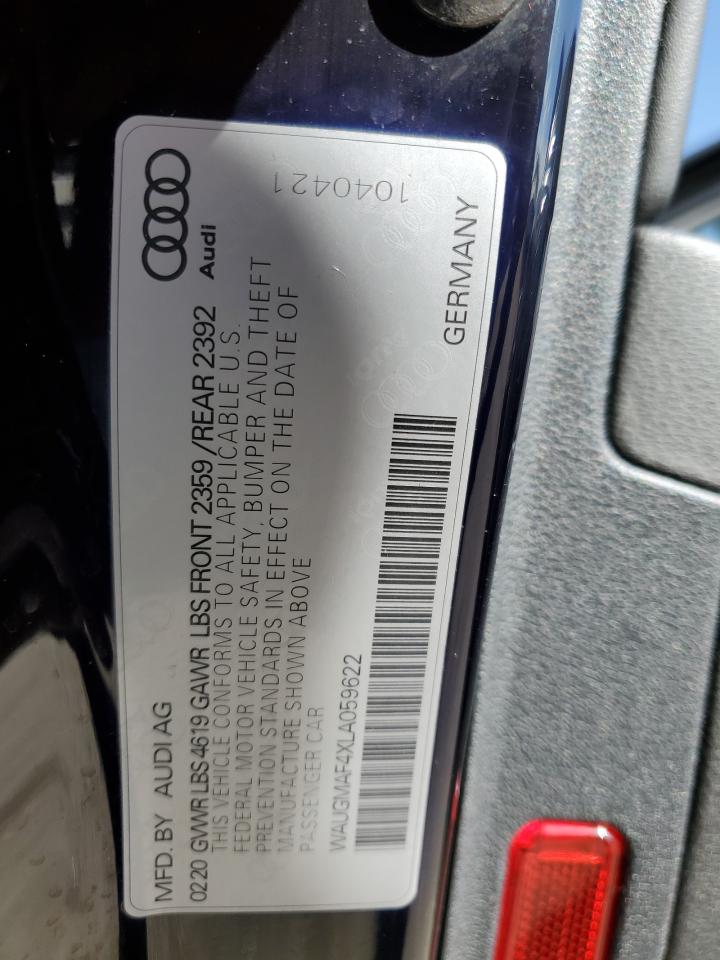 MFD. BY AUDI AG
Audi
0220 GVWR LBS 4619 GAWR LBS FRONT 2359 /REAR 2392
THIS VEHICLE CONFORMS TO ALL APPLICABLE U.S.
FEDERAL MOTOR VEHICLE SAFETY, BUMPER AND THEFT
PREVENTION STANDARDS IN EFFECT ON THE DATE OF
MANUFACTURE SHOWN ABOVE
PASSENGER CAR
1040421
WAUGMAF4XLA059622
GERMANY